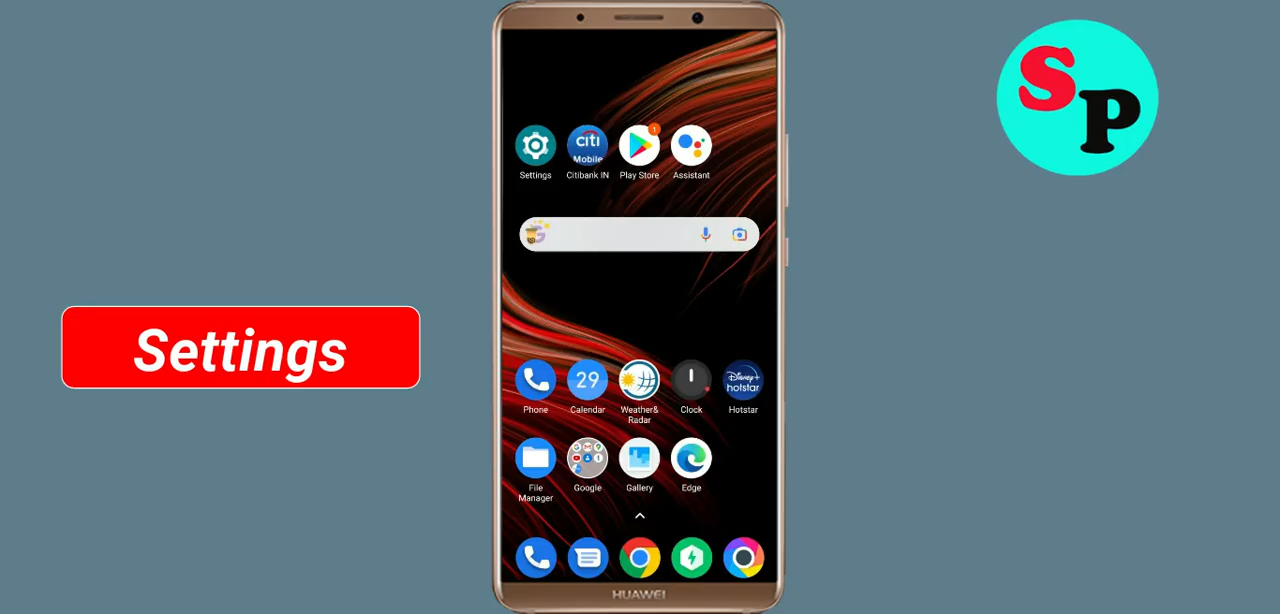 SP
1
citi
Mobile
Settings
Citibank IN
Play Store
Assistant
G
Settings
29
Disney+
hotstar
Phone
Calendar
Weather&
Radar
Clock
Hotstar
File
Manager
Google
Gallery
Edge
HUAWEI